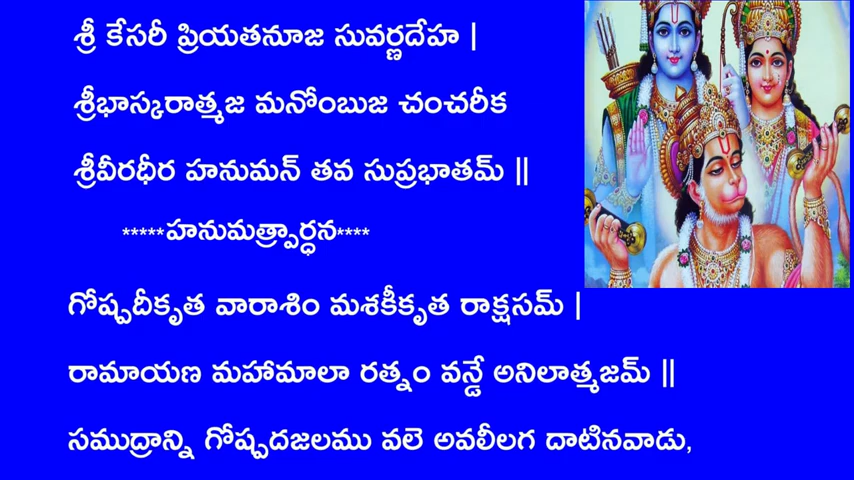 శ్రీ కేసరీ ప్రియతనూజ సువర్ణదేహ |
శ్రీభాస్కరాత్మజ మనోంబుజ చంచరీక
శ్రీవీరధీర హనుమన్ తవ సుప్రభాతమ్ ||
*****హనుమత్ప్రార్ధన****
గోష్పదీకృత వారాశిం మశకీకృత రాక్షసమ్ |
రామాయణ మహామాలా రత్నం వన్డే అనిలాత్మజమ్ ||
సముద్రాన్ని గోష్పదజలము వలె అవలీలగ దాటినవాడు,